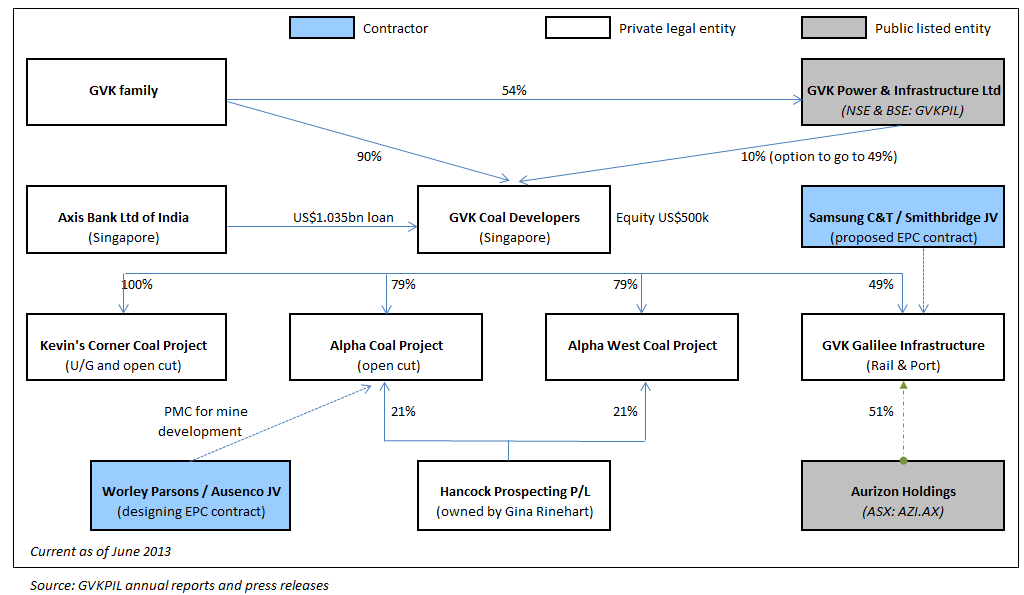 Contractor
Private legal entity
Public listed entity
GVK family
54%
GVK Power & Infrastructure Ltd
(NSE & BSE: GVKPIL)
90%
10% (option to go to 49%)
Axis Bank Ltd of India
(Singapore)
US$1.035bn loan
GVK Coal Developers
(Singapore)
Equity US$500k
Samsung C&T / Smithbridge JV
(proposed EPC contract)
100%
79%
79%
49%
Kevin's Corner Coal Project
(U/G and open cut)
Alpha Coal Project
(open cut)
Alpha West Coal Project
GVK Galilee Infrastructure
(Rail & Port)
PMC for mine
development
21%
21%
51%
Worley Parsons / Ausenco JV
(designing EPC contract)
Hancock Prospecting P/L
(owned by Gina Rinehart)
Aurizon Holdings
(ASX: AZI.AX)
Current as of June 2013
Source: GVKPIL annual reports and press releases